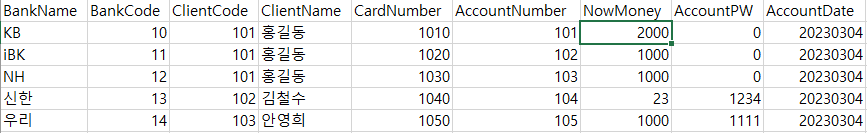 BankName BankCode ClientCode ClientName CardNumber AccountNumber NowMoney AccountPW AccountDate
KB 10 101 홍길동 1010 101 2000 0 20230304
iBK 11 101 홍길동 1020 102 1000 0 20230304
NH 12 101 홍길동 1030 103 1000 0 20230304
신한 13 102 김철수 1040 104 23 1234 20230304
우리 14 103 안영희 1050 105 1000 1111 20230304